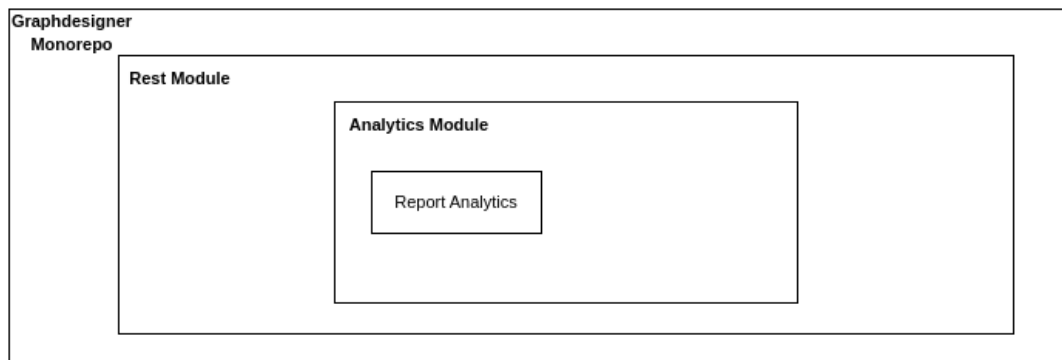 Graphdesigner
Monorepo
Rest Module
Analytics Module
Report Analytics